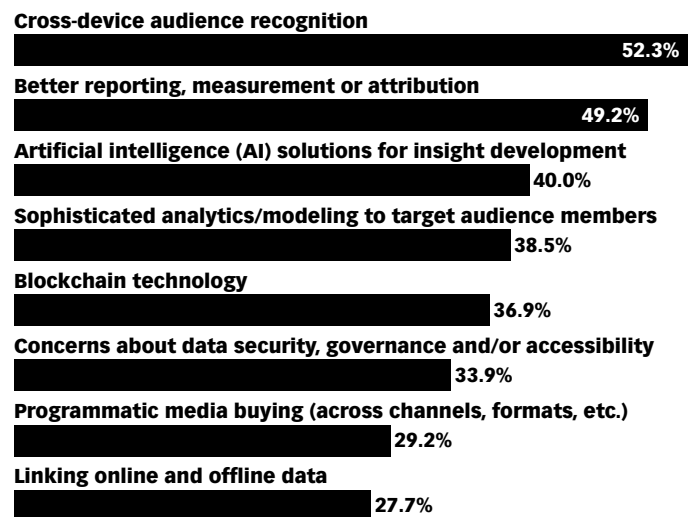 Cross-device audience recognition
52.3%
Better reporting, measurement or attribution
49.2%
Artificial intelligence (AI) solutions for insight development
40.0%
Sophisticated analytics/modeling to target audience members
38.5%
Blockchain technology
36.9%
Concerns about data security, governance and/or accessibility
33.9%
Programmatic media buying (across channels, formats, etc.)
29.2%
Linking online and offline data
27.7%